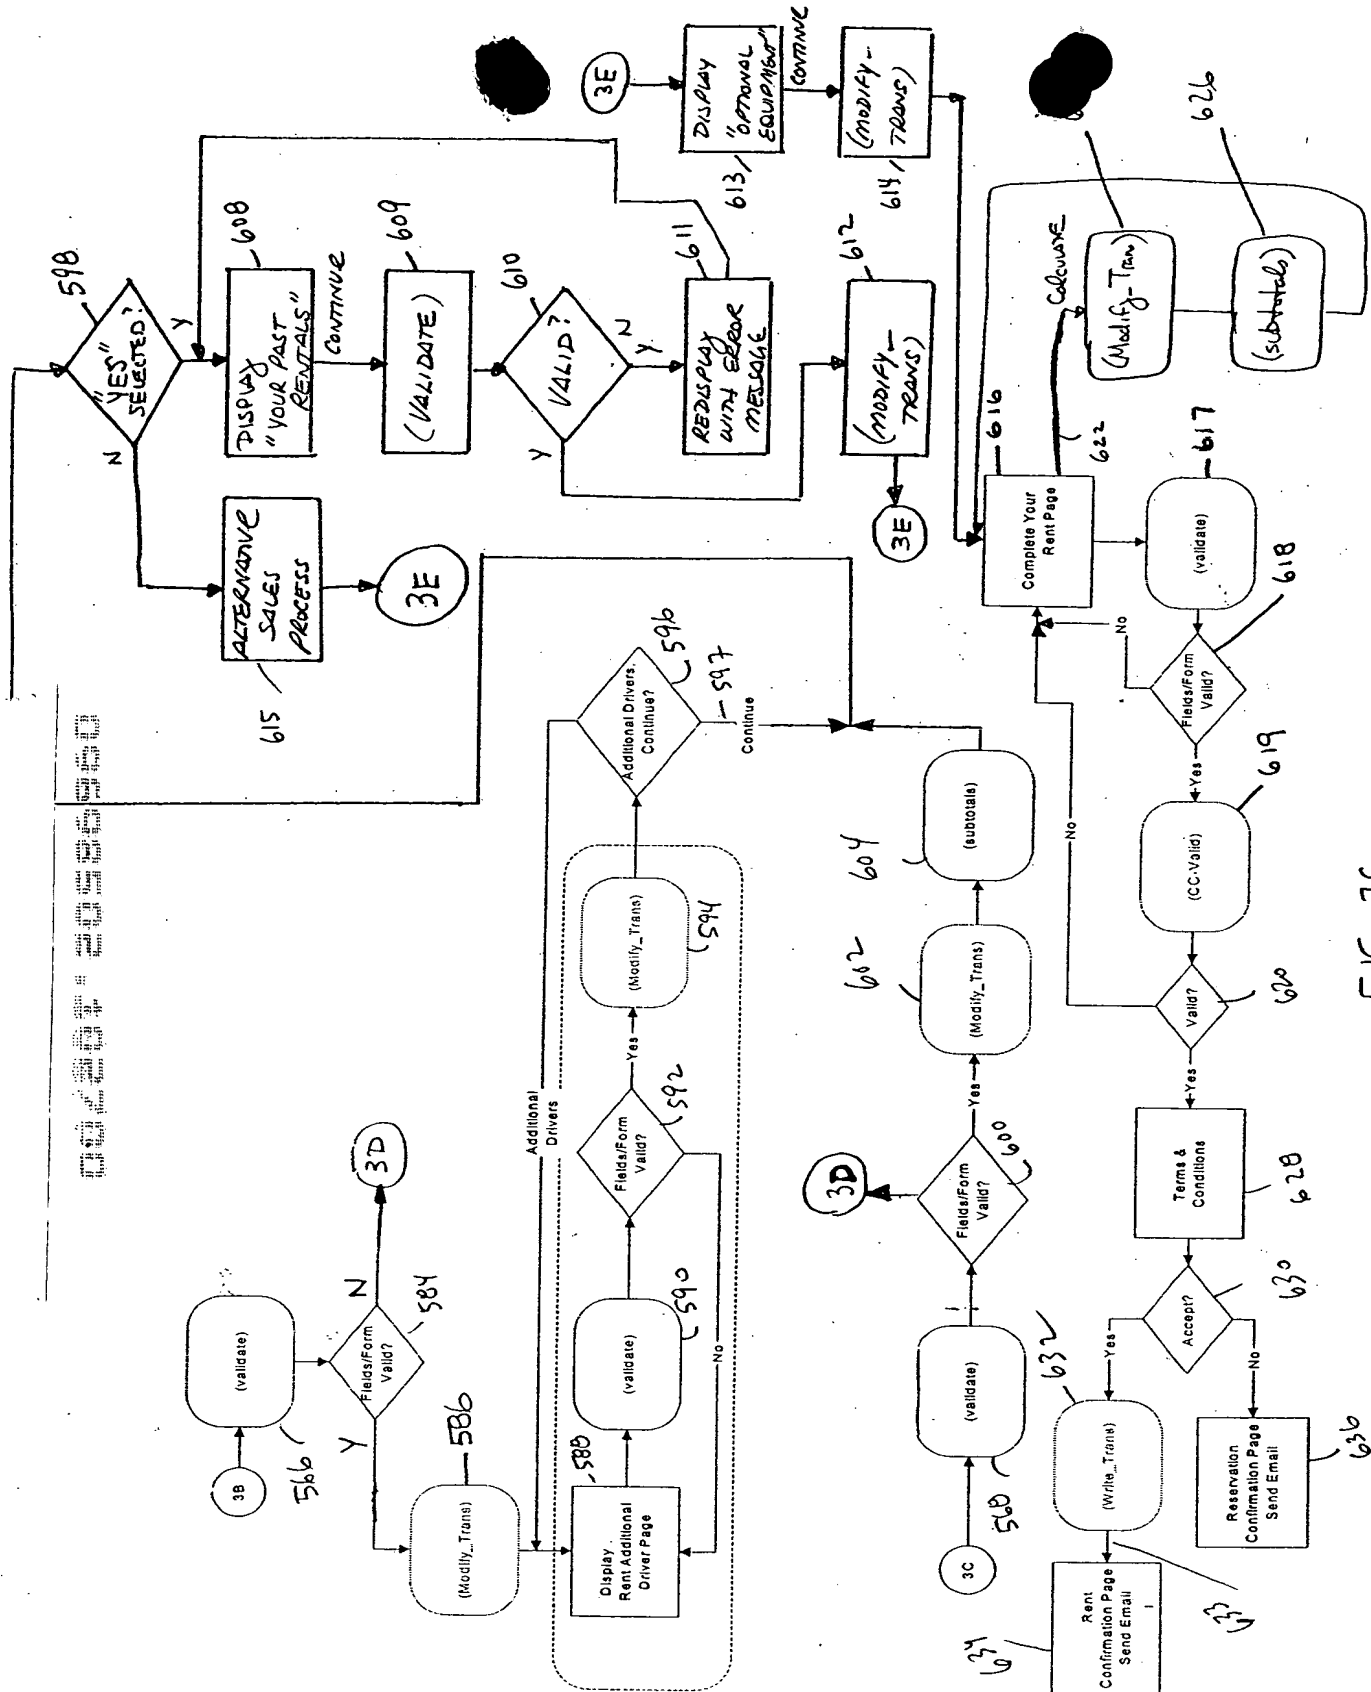 598
"YES"
SELECTED?
N
Y
608
DISPLAY
"YOUR PAST
RENTALS"
CONTINUE
609
(VALIDATE)
610
VALID?
N
Y
Y
611
REDISPLAY
WITH ERROR
MESSAGE
612
(MODIFY-
TRANS)
3E
ALTERNATIVE
SALES
PROCESS
615
3E
3E
DISPLAY
"OPTIONAL
EQUIPMENT"
613
CONTINUE
(MODIFY-
TRANS)
614
3B
(validate)
566
Fields/Form
Valid?
584
N
3D
Y
(Modify_Trans)
586
Additional
Drivers
Display
Rent Additional
Driver Page
588
(validate)
590
Fields/Form
Valid?
592
No
Yes
(Modify_Trans)
594
Additional Drivers,
Continue?
596
597
Continue
3C
(validate)
568
Fields/Form
Valid?
600
3D
Yes
(Modify_Trans)
602
(subtotals)
604
616
Complete Your
Rent Page
622
Calculate
(Modify-Tran)
6
(subtotals)
626
617
(validate)
618
Fields/Form
Valid?
No
Yes
619
(CC-Valid)
Valid?
620
No
Yes
Terms &
Conditions
628
Accept?
630
Yes
No
632
(Write_Trans)
633
Rent
Confirmation Page
Send Email
634
Reservation
Confirmation Page
Send Email
636